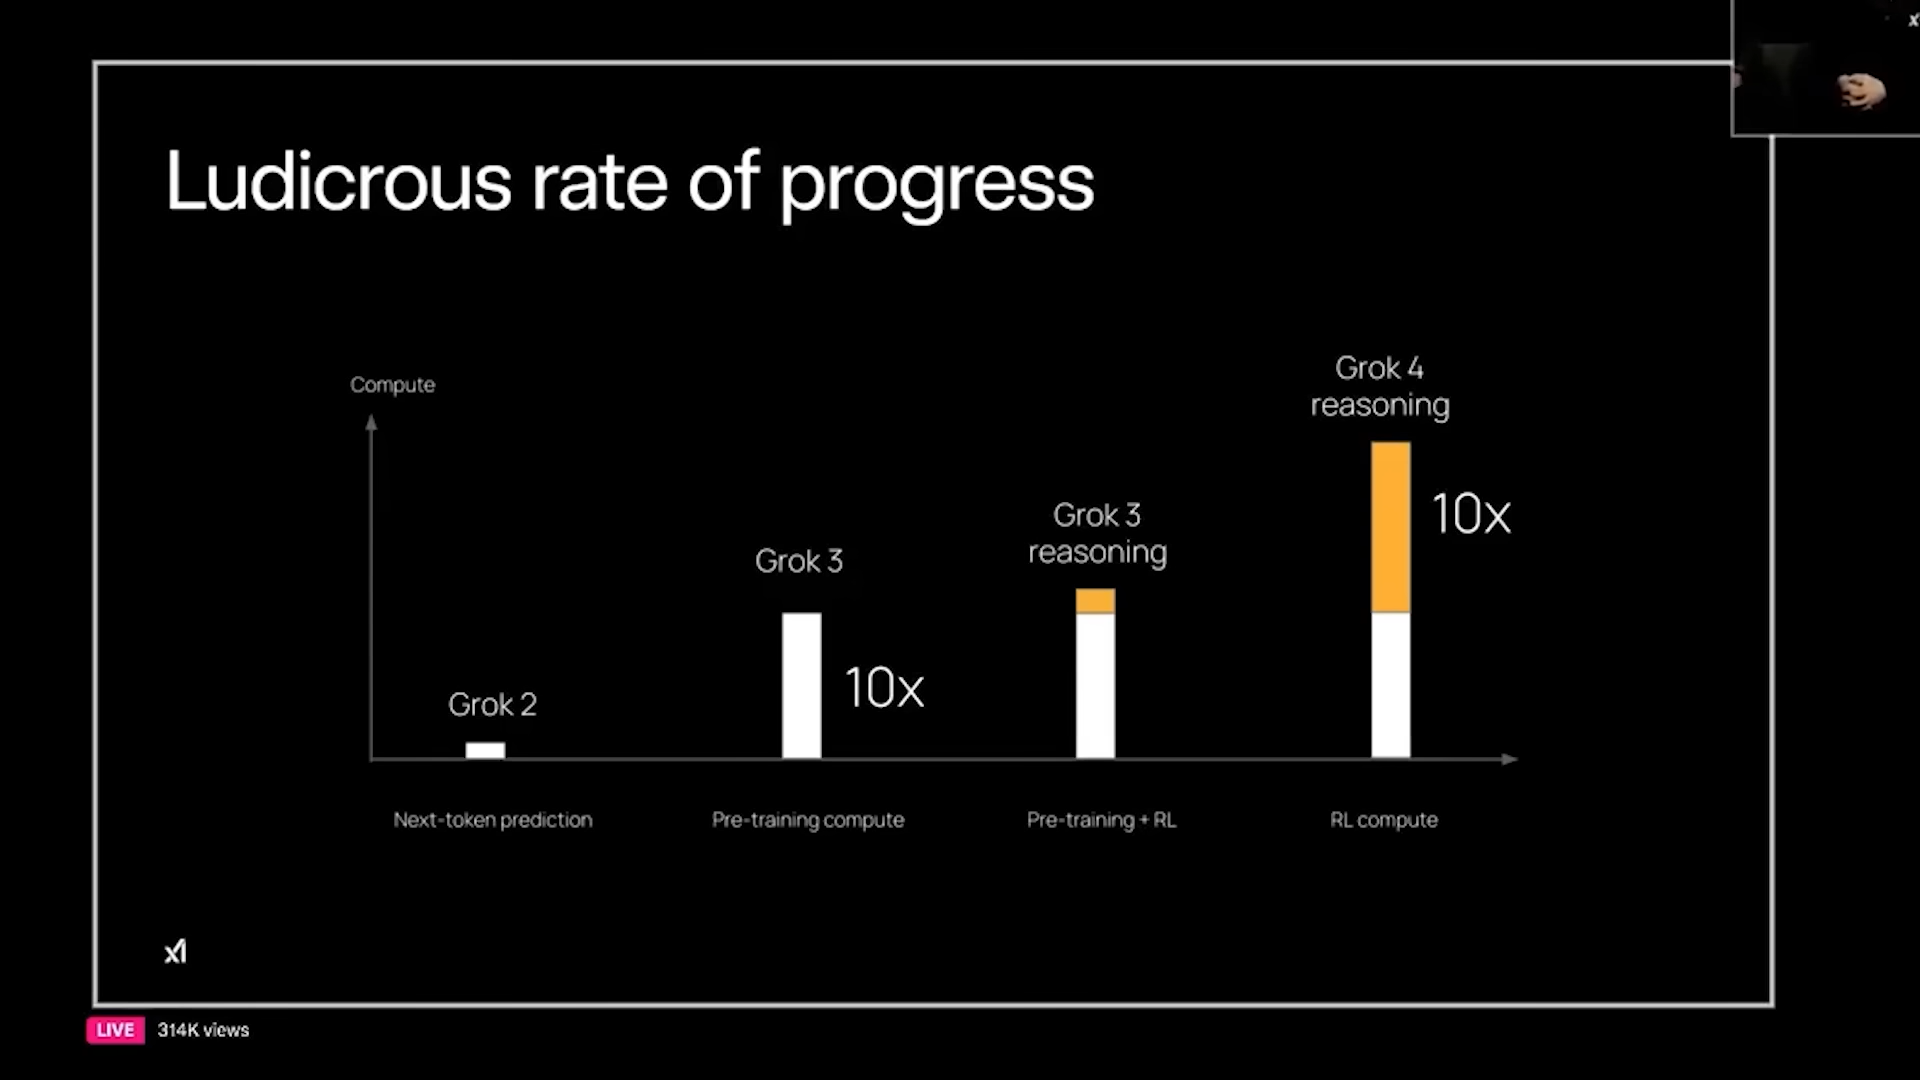 Ludicrous rate of progress
Compute
Grok 2
Grok 3
10x
Grok 3
reasoning
Grok 4
reasoning
10x
Next-token prediction
Pre-training compute
Pre-training + RL
RL compute
xI
LIVE 314K views